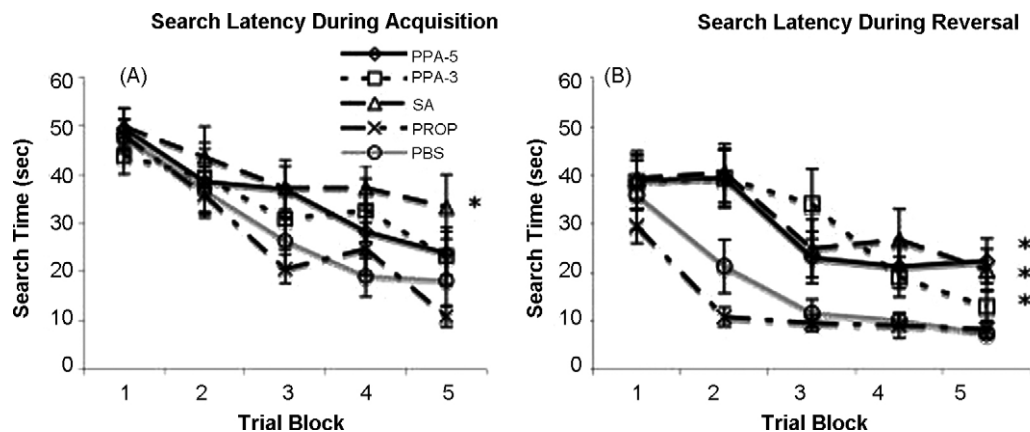 Search Latency During Acquisition
(A)
PPA-5
PPA-3
SA
PROP
PBS
60
50
40
30
20
10
0
Search Time (sec)
*
1 2 3 4 5
Trial Block
Search Latency During Reversal
(B)
60
50
40
30
20
10
0
Search Time (sec)
*
*
*
1 2 3 4 5
Trial Block